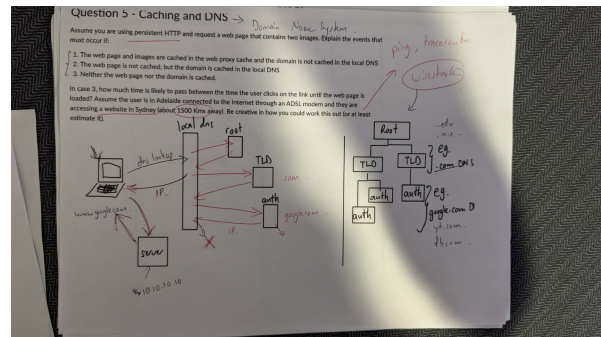 Question 5 - Caching and DNS → Domain Name System.
Assume you are using persistent HTTP and request a web page that contains two images. Explain the events that
must occur if:
1. The web page and images are cached in the web proxy cache and the domain is not cached in the local DNS
2. The web page is not cached; but the domain is cached in the local DNS
3. Neither the web page nor the domain is cached.
In case 3, how much time is likely to pass between the time the user clicks on the link until the web page is
loaded? Assume the user is in Adelaide connected to the Internet through an ADSL modem and they are
accessing a website in Sydney (about 1500 Kms away). Be creative in how you could work this out (or at least
estimate it).
ping, traceroute
wireshark
local dns
root
dns lookup
TLD
.com
IP.
auth
google.com
IP.
X
www.google.com
server
10.10.10.10
Root
.edu
.au
TLD
TLD
eg.
.com DNS
auth
auth
auth
eg.
google.com
yt.com
fb.com